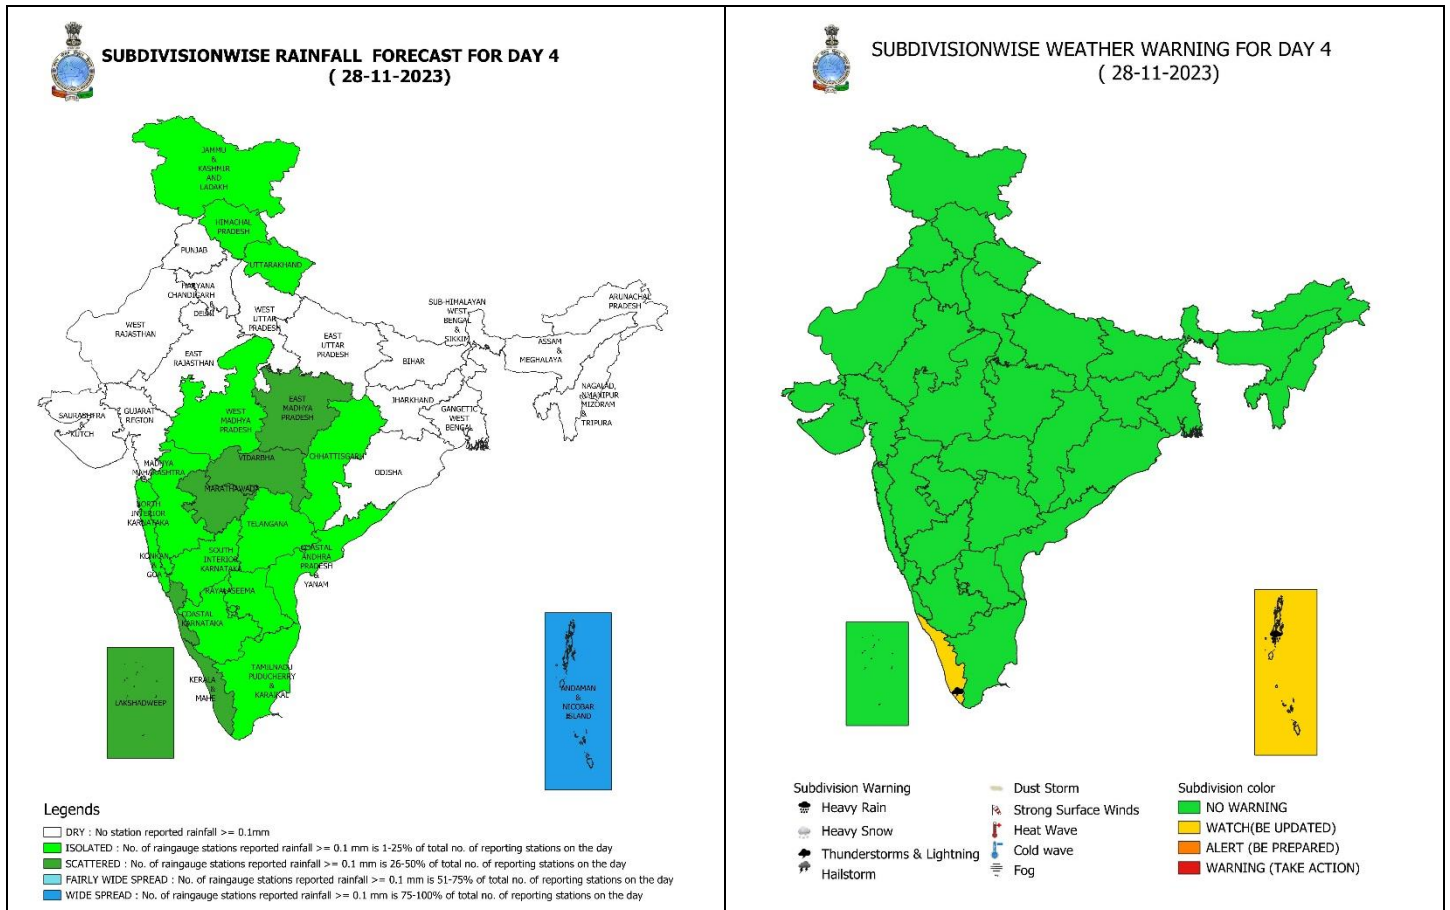 SUBDIVISIONWISE RAINFALL FORECAST FOR DAY 4
( 28-11-2023)
JAMMU
&
KASHMIR
AND
LADAKH
HIMACHAL
PRADESH
PUNJAB
UTTARAKHAND
HARYANA
CHANDIGARH
&
DELHI
WEST
RAJASTHAN
WEST
UTTAR
PRADESH
EAST
UTTAR
PRADESH
EAST
RAJASTHAN
SUB-HIMALAYAN
WEST
BENGAL
&
SIKKIM
ARUNACHAL
PRADESH
ASSAM
&
MEGHALAYA
BIHAR
NAGALAD,
MANIPUR
MIZORAM
&
TRIPURA
JHARKHAND
GANGETIC
WEST
BENGAL
SAURASHTRA
&
KUTCH
GUJARAT
REGION
WEST
MADHYA
PRADESH
EAST
MADHYA
PRADESH
CHHATTISGARH
ODISHA
VIDARBHA
MADHYA
MAHARASHTRA
MARATHAWADA
NORTH
INTERIOR
KARNATAKA
TELANGANA
KONKAN
&
GOA
SOUTH
INTERIOR
KARNATAKA
COASTAL
ANDHRA
PRADESH
&
YANAM
RAYALASEEMA
COASTAL
KARNATAKA
KERALA
&
MAHE
TAMILNADU
PUDUCHERRY
&
KARAIKAL
LAKSHADWEEP
ANDAMAN
&
NICOBAR
ISLAND
Legends
DRY : No station reported rainfall >= 0.1mm
ISOLATED : No. of raingauge stations reported rainfall >= 0.1 mm is 1-25% of total no. of reporting stations on the day
SCATTERED : No. of raingauge stations reported rainfall >= 0.1 mm is 26-50% of total no. of reporting stations on the day
FAIRLY WIDE SPREAD : No. of raingauge stations reported rainfall >= 0.1 mm is 51-75% of total no. of reporting stations on the day
WIDE SPREAD : No. of raingauge stations reported rainfall >= 0.1 mm is 75-100% of total no. of reporting stations on the day
SUBDIVISIONWISE WEATHER WARNING FOR DAY 4
( 28-11-2023)
Subdivision Warning
Heavy Rain
Heavy Snow
Thunderstorms & Lightning
Hailstorm
Dust Storm
Strong Surface Winds
Heat Wave
Cold wave
Fog
Subdivision color
NO WARNING
WATCH(BE UPDATED)
ALERT (BE PREPARED)
WARNING (TAKE ACTION)